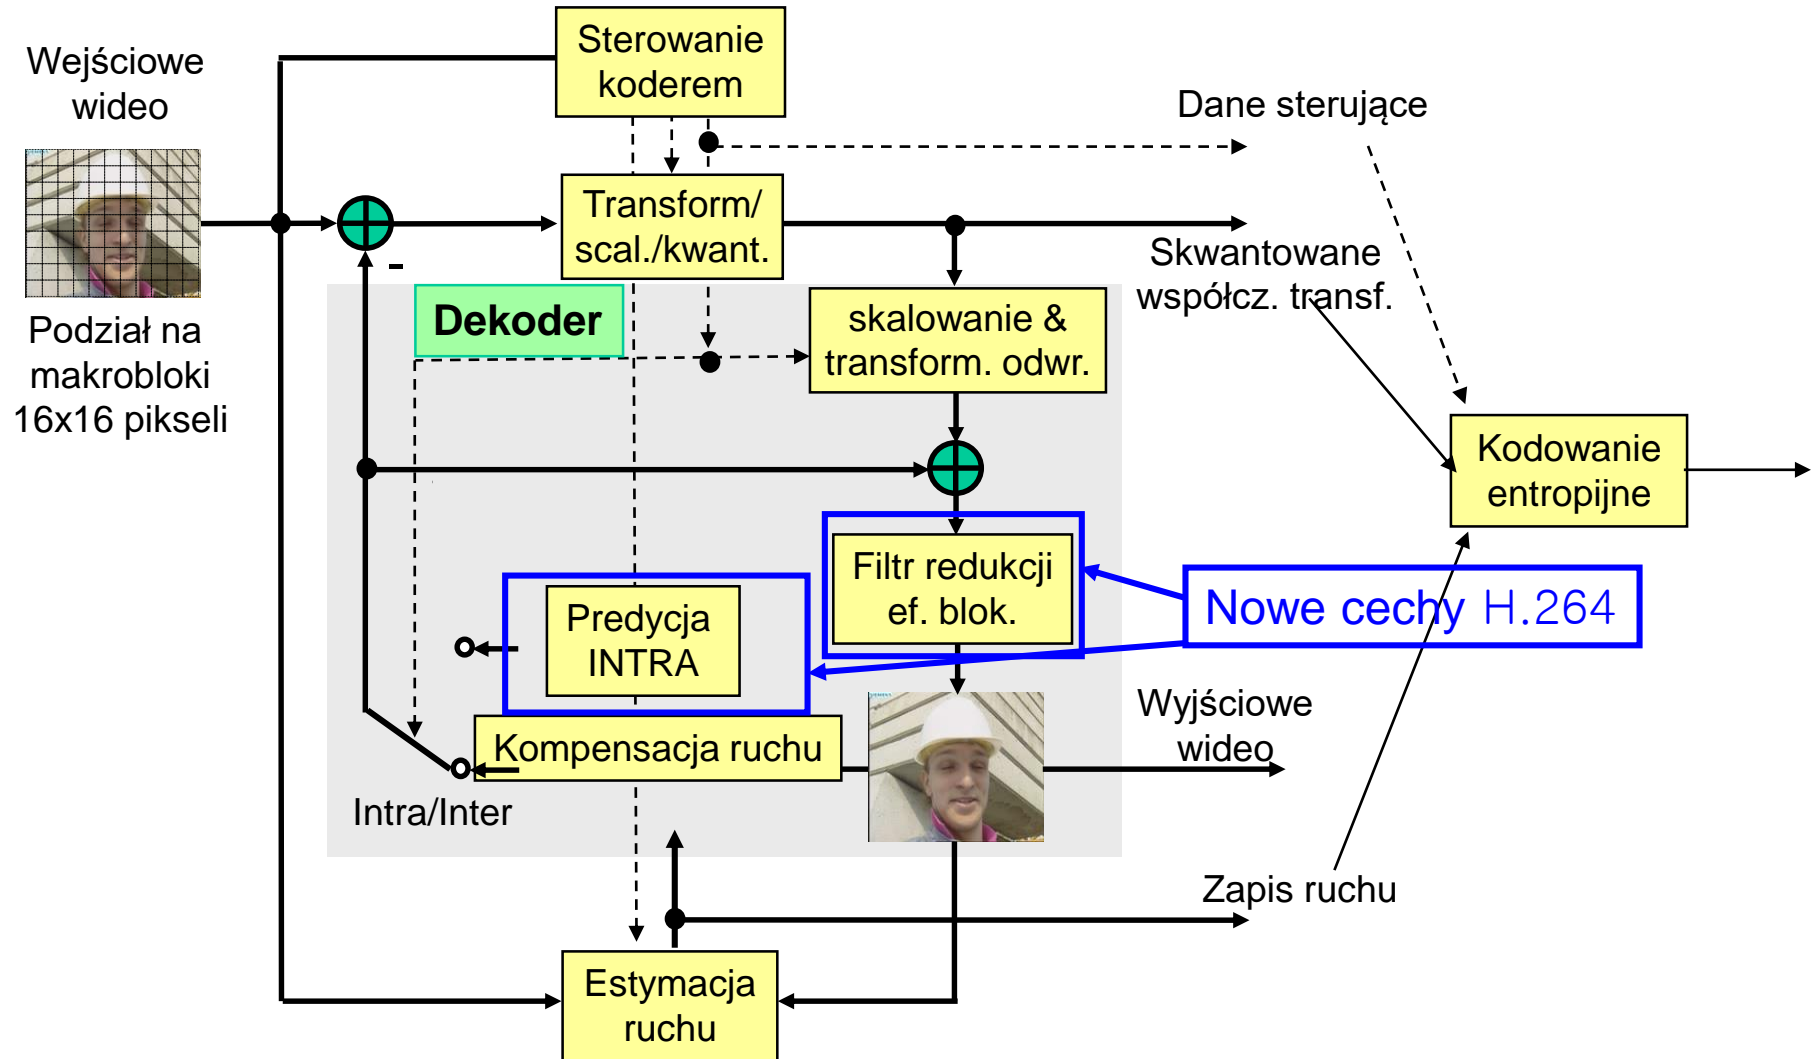 Wejściowe
wideo
Sterowanie
koderem
Dane sterujące
Transform/
scal./kwant.
-
Skwantowane
współcz. transf.
Podział na
makrobloki
16x16 pikseli
Dekoder
skalowanie &
transform. odwr.
Kodowanie
entropijne
Filtr redukcji
ef. blok.
Predycja
INTRA
Nowe cechy H.264
Kompensacja ruchu
Wyjściowe
wideo
Intra/Inter
Zapis ruchu
Estymacja
ruchu